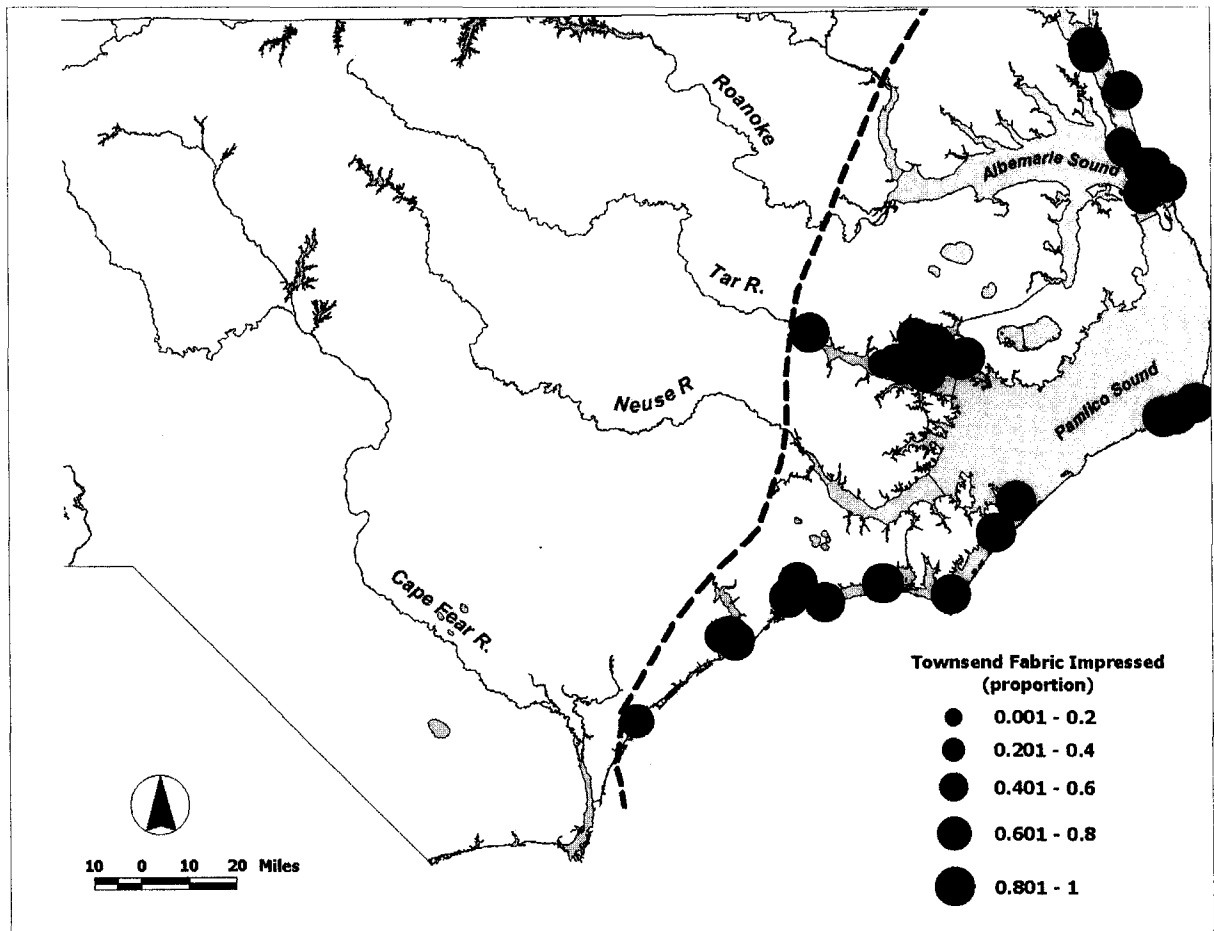 Roanoke
Albemarle Sound
Tar R.
Neuse R
Pamlico Sound
Cape Fear R.
Townsend Fabric Impressed
(proportion)
0.001 - 0.2
0.201 - 0.4
0.401 - 0.6
0.601 - 0.8
0.801 - 1
10 0 10 20 Miles